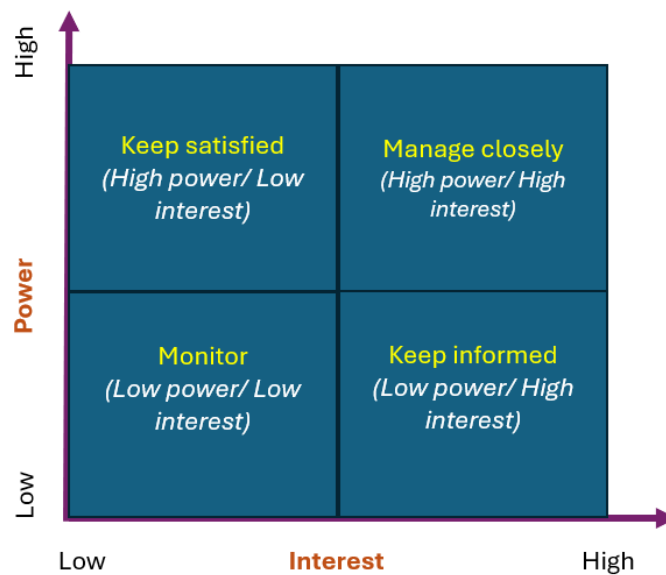 High
Keep satisfied
(High power/ Low
interest)
Manage closely
(High power/ High
interest)
Power
Monitor
(Low power/ Low
interest)
Keep informed
(Low power/ High
interest)
Low
Low
Interest
High